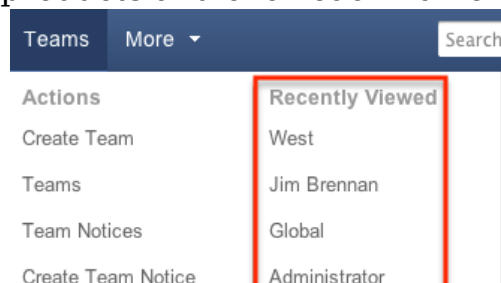 Teams More Search
Actions Recently Viewed
Create Team West
Teams Jim Brennan
Team Notices Global
Create Team Notice Administrator